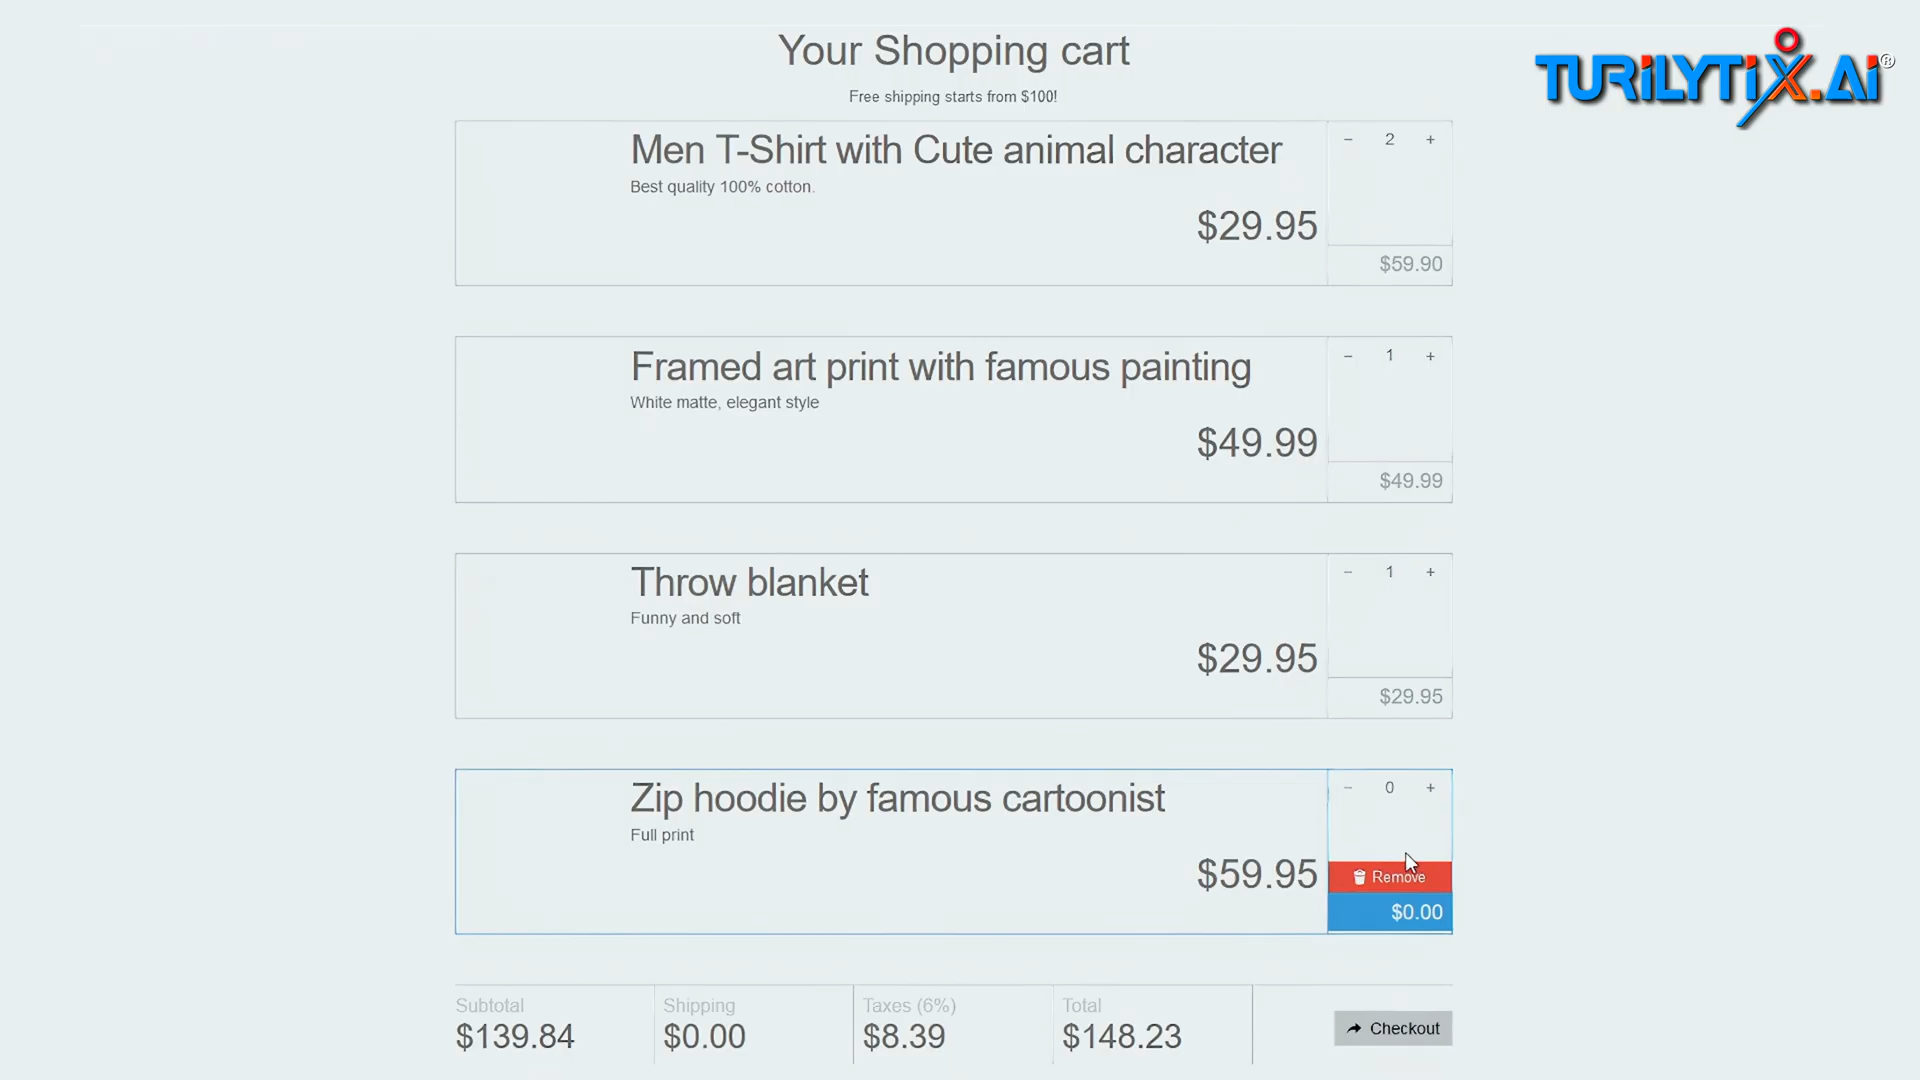 Your Shopping cart
TURILYTIX.AI®
Free shipping starts from $100!
Men T-Shirt with Cute animal character
− 2 +
Best quality 100% cotton.
$29.95
$59.90
Framed art print with famous painting
− 1 +
White matte, elegant style
$49.99
$49.99
Throw blanket
− 1 +
Funny and soft
$29.95
$29.95
Zip hoodie by famous cartoonist
− 0 +
Full print
$59.95
Remove
$0.00
Subtotal Shipping Taxes (6%) Total
$139.84 $0.00 $8.39 $148.23
Checkout